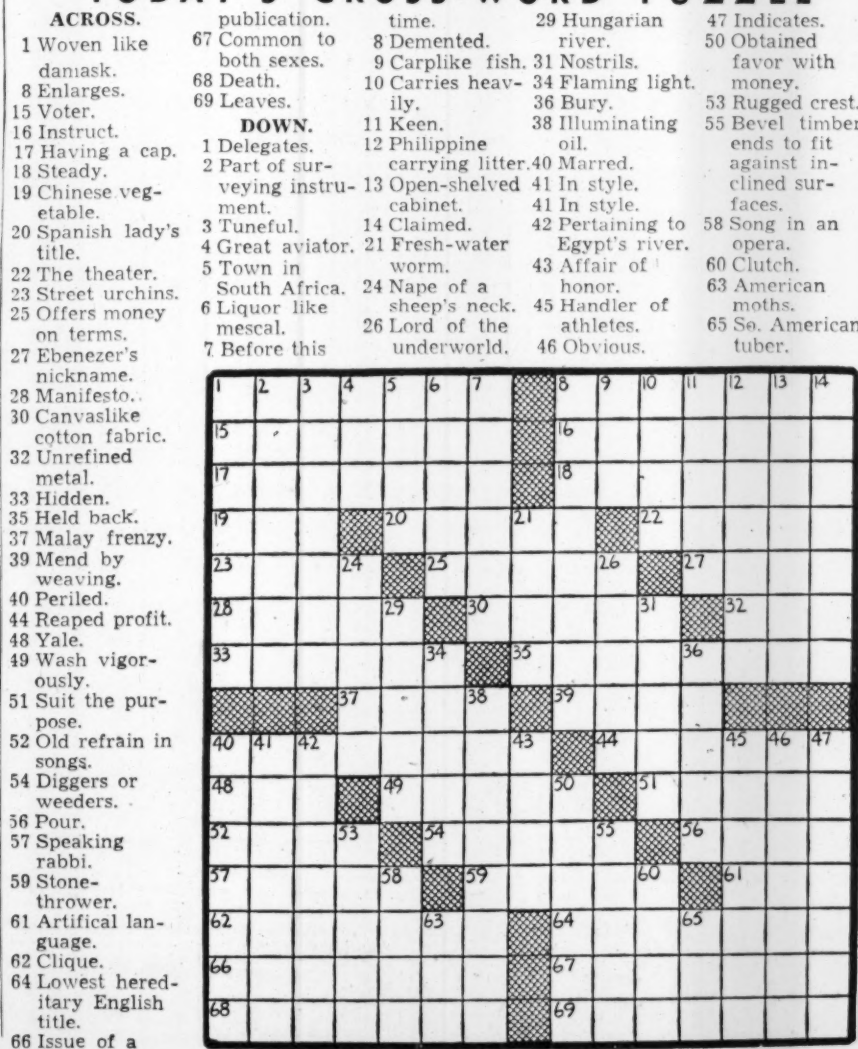 TODAY'S CROSS-WORD PUZZLE
ACROSS.
1 Woven like
damask.
8 Enlarges.
15 Voter.
16 Instruct.
17 Having a cap.
18 Steady.
19 Chinese veg-
etable.
20 Spanish lady's
title.
22 The theater.
23 Street urchins.
25 Offers money
on terms.
27 Ebenezer's
nickname.
28 Manifesto.
30 Canvaslike
cotton fabric.
32 Unrefined
metal.
33 Hidden.
35 Held back.
37 Malay frenzy.
39 Mend by
weaving.
40 Periled.
44 Reaped profit.
48 Yale.
49 Wash vigor-
ously.
51 Suit the pur-
pose.
52 Old refrain in
songs.
54 Diggers or
weeders.
56 Pour.
57 Speaking
rabbi.
59 Stone-
thrower.
61 Artifical lan-
guage.
62 Clique.
64 Lowest hered-
itary English
title.
66 Issue of a
publication.
67 Common to
both sexes.
68 Death.
69 Leaves.
DOWN.
1 Delegates.
2 Part of sur-
veying instru-
ment.
3 Tuneful.
4 Great aviator.
5 Town in
South Africa.
6 Liquor like
mescal.
7 Before this
time.
8 Demented.
9 Carplike fish.
10 Carries heav-
ily.
11 Keen.
12 Philippine
carrying litter.
13 Open-shelved
cabinet.
14 Claimed.
21 Fresh-water
worm.
24 Nape of a
sheep's neck.
26 Lord of the
underworld.
29 Hungarian
river.
31 Nostrils.
34 Flaming light.
36 Bury.
38 Illuminating
oil.
40 Marred.
41 In style.
41 In style.
42 Pertaining to
Egypt's river.
43 Affair of
honor.
45 Handler of
athletes.
46 Obvious.
47 Indicates.
50 Obtained
favor with
money.
53 Rugged crest.
55 Bevel timber
ends to fit
against in-
clined sur-
faces.
58 Song in an
opera.
60 Clutch.
63 American
moths.
65 So. American
tuber.
1 2 3 4 5 6 7 8 9 10 11 12 13 14
15 16
17 18
19 20 21 22
23 24 25 26 27
28 29 30 31 32
33 34 35 36
37 38 39
40 41 42 43 44 45 46 47
48 49 50 51
52 53 54 55 56
57 58 59 60 61
62 63 64 65
66 67
68 69